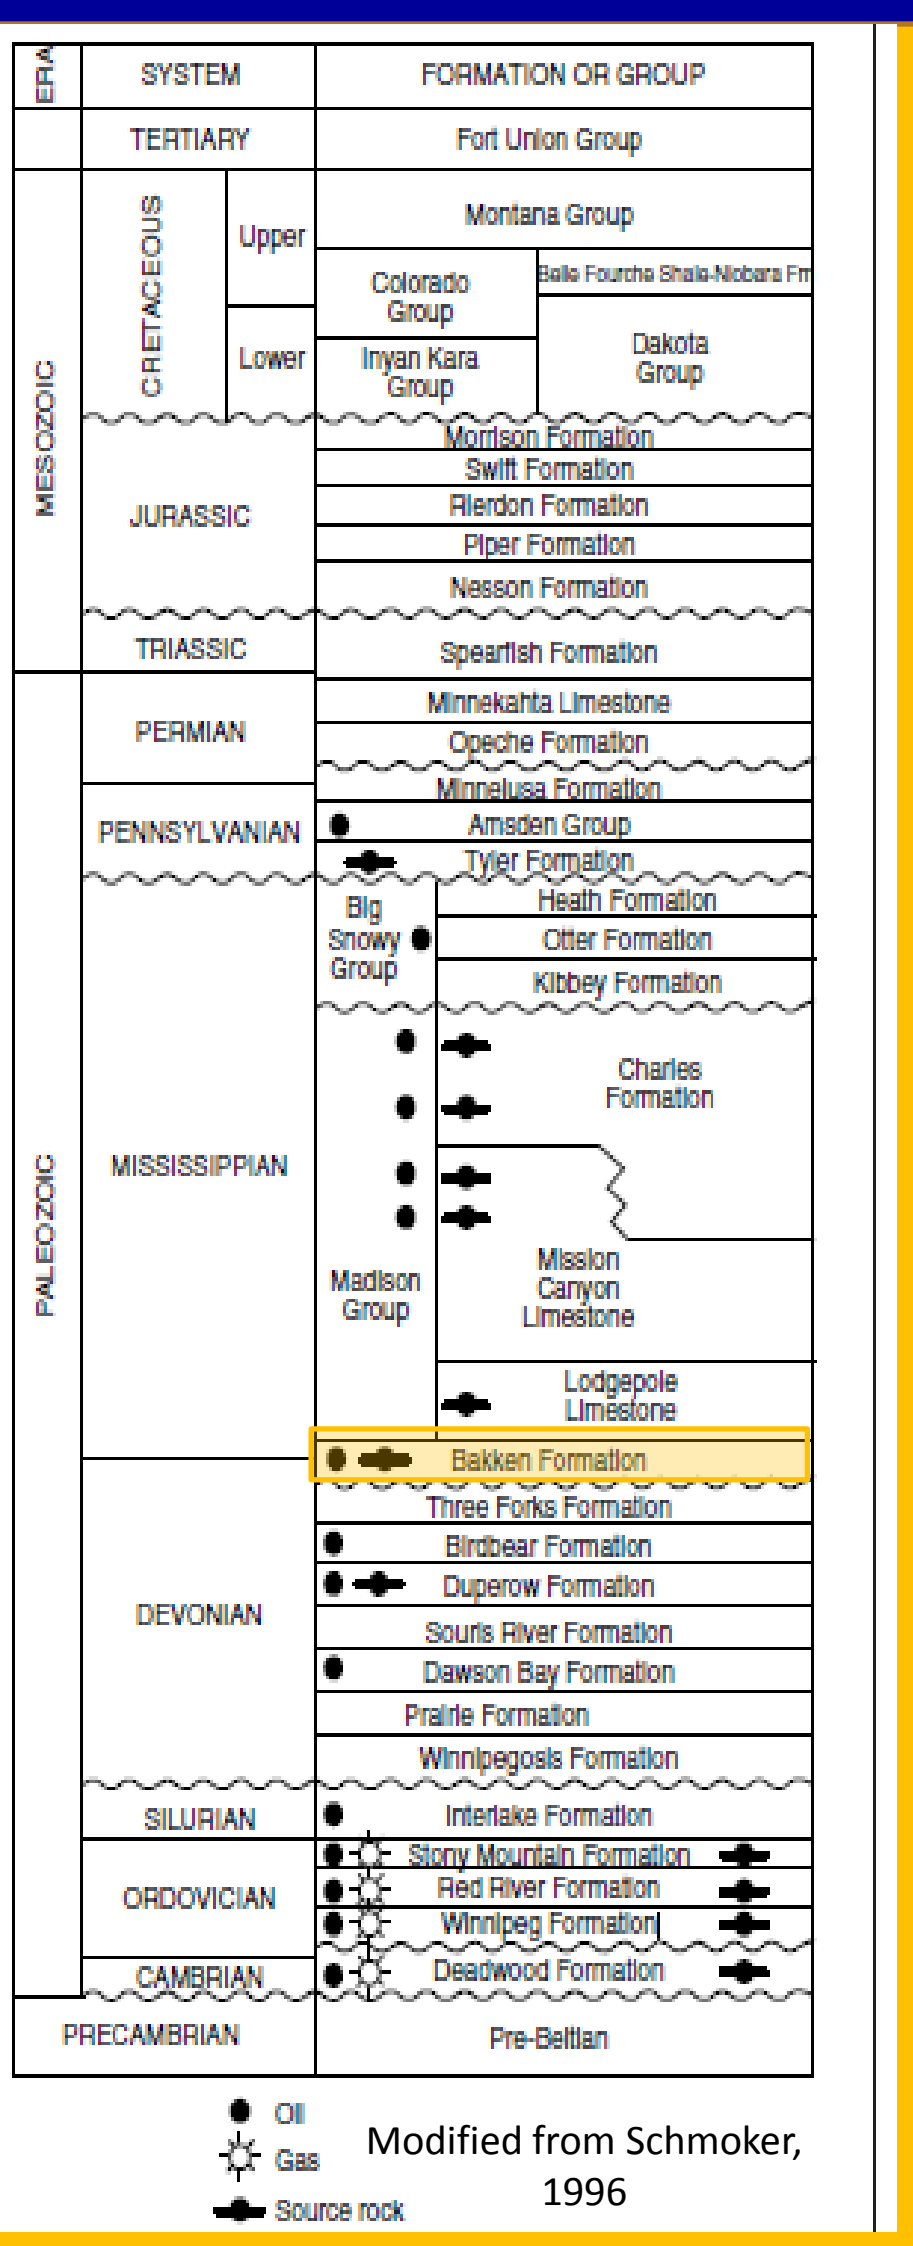 ERA
SYSTEM
FORMATION OR GROUP
TERTIARY
Fort Union Group
MESOZOIC
CRETACEOUS
Upper
Lower
Montana Group
Colorado
Group
Belle Fourche Shale-Niobara Fm
Inyan Kara
Group
Dakota
Group
JURASSIC
Morrison Formation
Swift Formation
Rierdon Formation
Piper Formation
Nesson Formation
TRIASSIC
Spearfish Formation
PALEOZOIC
PERMIAN
Minnekahta Limestone
Opeche Formation
PENNSYLVANIAN
Minnelusa Formation
Amsden Group
Tyler Formation
MISSISSIPPIAN
Big
Snowy
Group
Heath Formation
Otter Formation
Kibbey Formation
Madison
Group
Charles
Formation
Mission
Canyon
Limestone
Lodgepole
Limestone
Bakken Formation
DEVONIAN
Three Forks Formation
Birdbear Formation
Duperow Formation
Souris River Formation
Dawson Bay Formation
Prairie Formation
Winnipegosis Formation
SILURIAN
Interlake Formation
ORDOVICIAN
Stony Mountain Formation
Red River Formation
Winnipeg Formation
CAMBRIAN
Deadwood Formation
PRECAMBRIAN
Pre-Beltian
Oil
Gas
Source rock
Modified from Schmoker,
1996